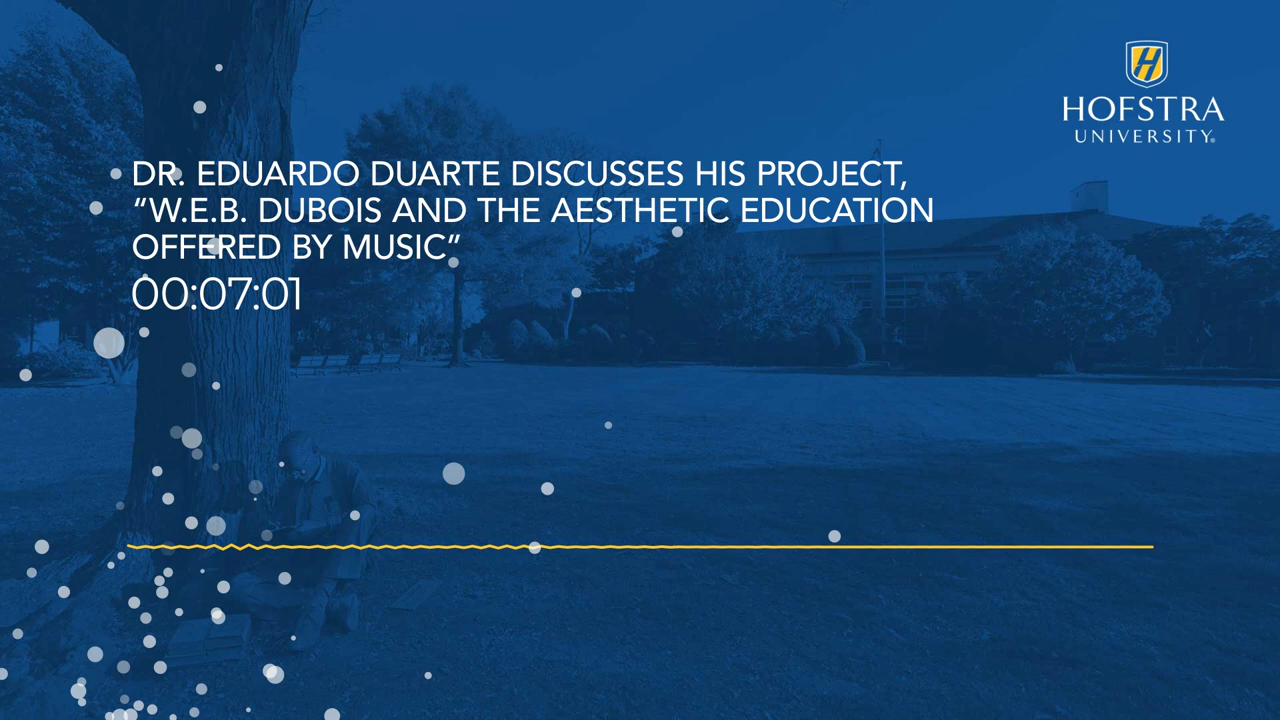 HOFSTRA
UNIVERSITY®
DR. EDUARDO DUARTE DISCUSSES HIS PROJECT,
“W.E.B. DUBOIS AND THE AESTHETIC EDUCATION
OFFERED BY MUSIC”
00:07:01